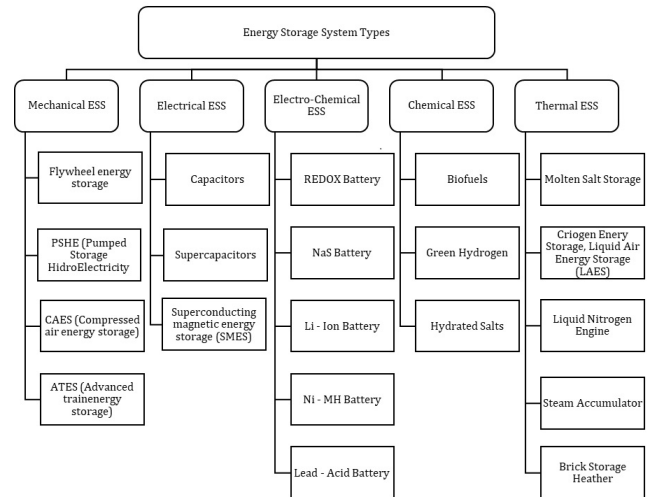 Energy Storage System Types
Mechanical ESS
Flywheel energy
storage
PSHE (Pumped
Storage
HidroElectricity
CAES (Compressed
air energy storage)
ATES (Advanced
trainenergy
storage)
Electrical ESS
Capacitors
Supercapacitors
Superconducting
magnetic energy
storage (SMES)
Electro-Chemical
ESS
REDOX Battery
NaS Battery
Li - Ion Battery
Ni - MH Battery
Lead - Acid Battery
Chemical ESS
Biofuels
Green Hydrogen
Hydrated Salts
Thermal ESS
Molten Salt Storage
Criogen Enery
Storage, Liquid Air
Energy Storage
(LAES)
Liquid Nitrogen
Engine
Steam Accumulator
Brick Storage
Heather